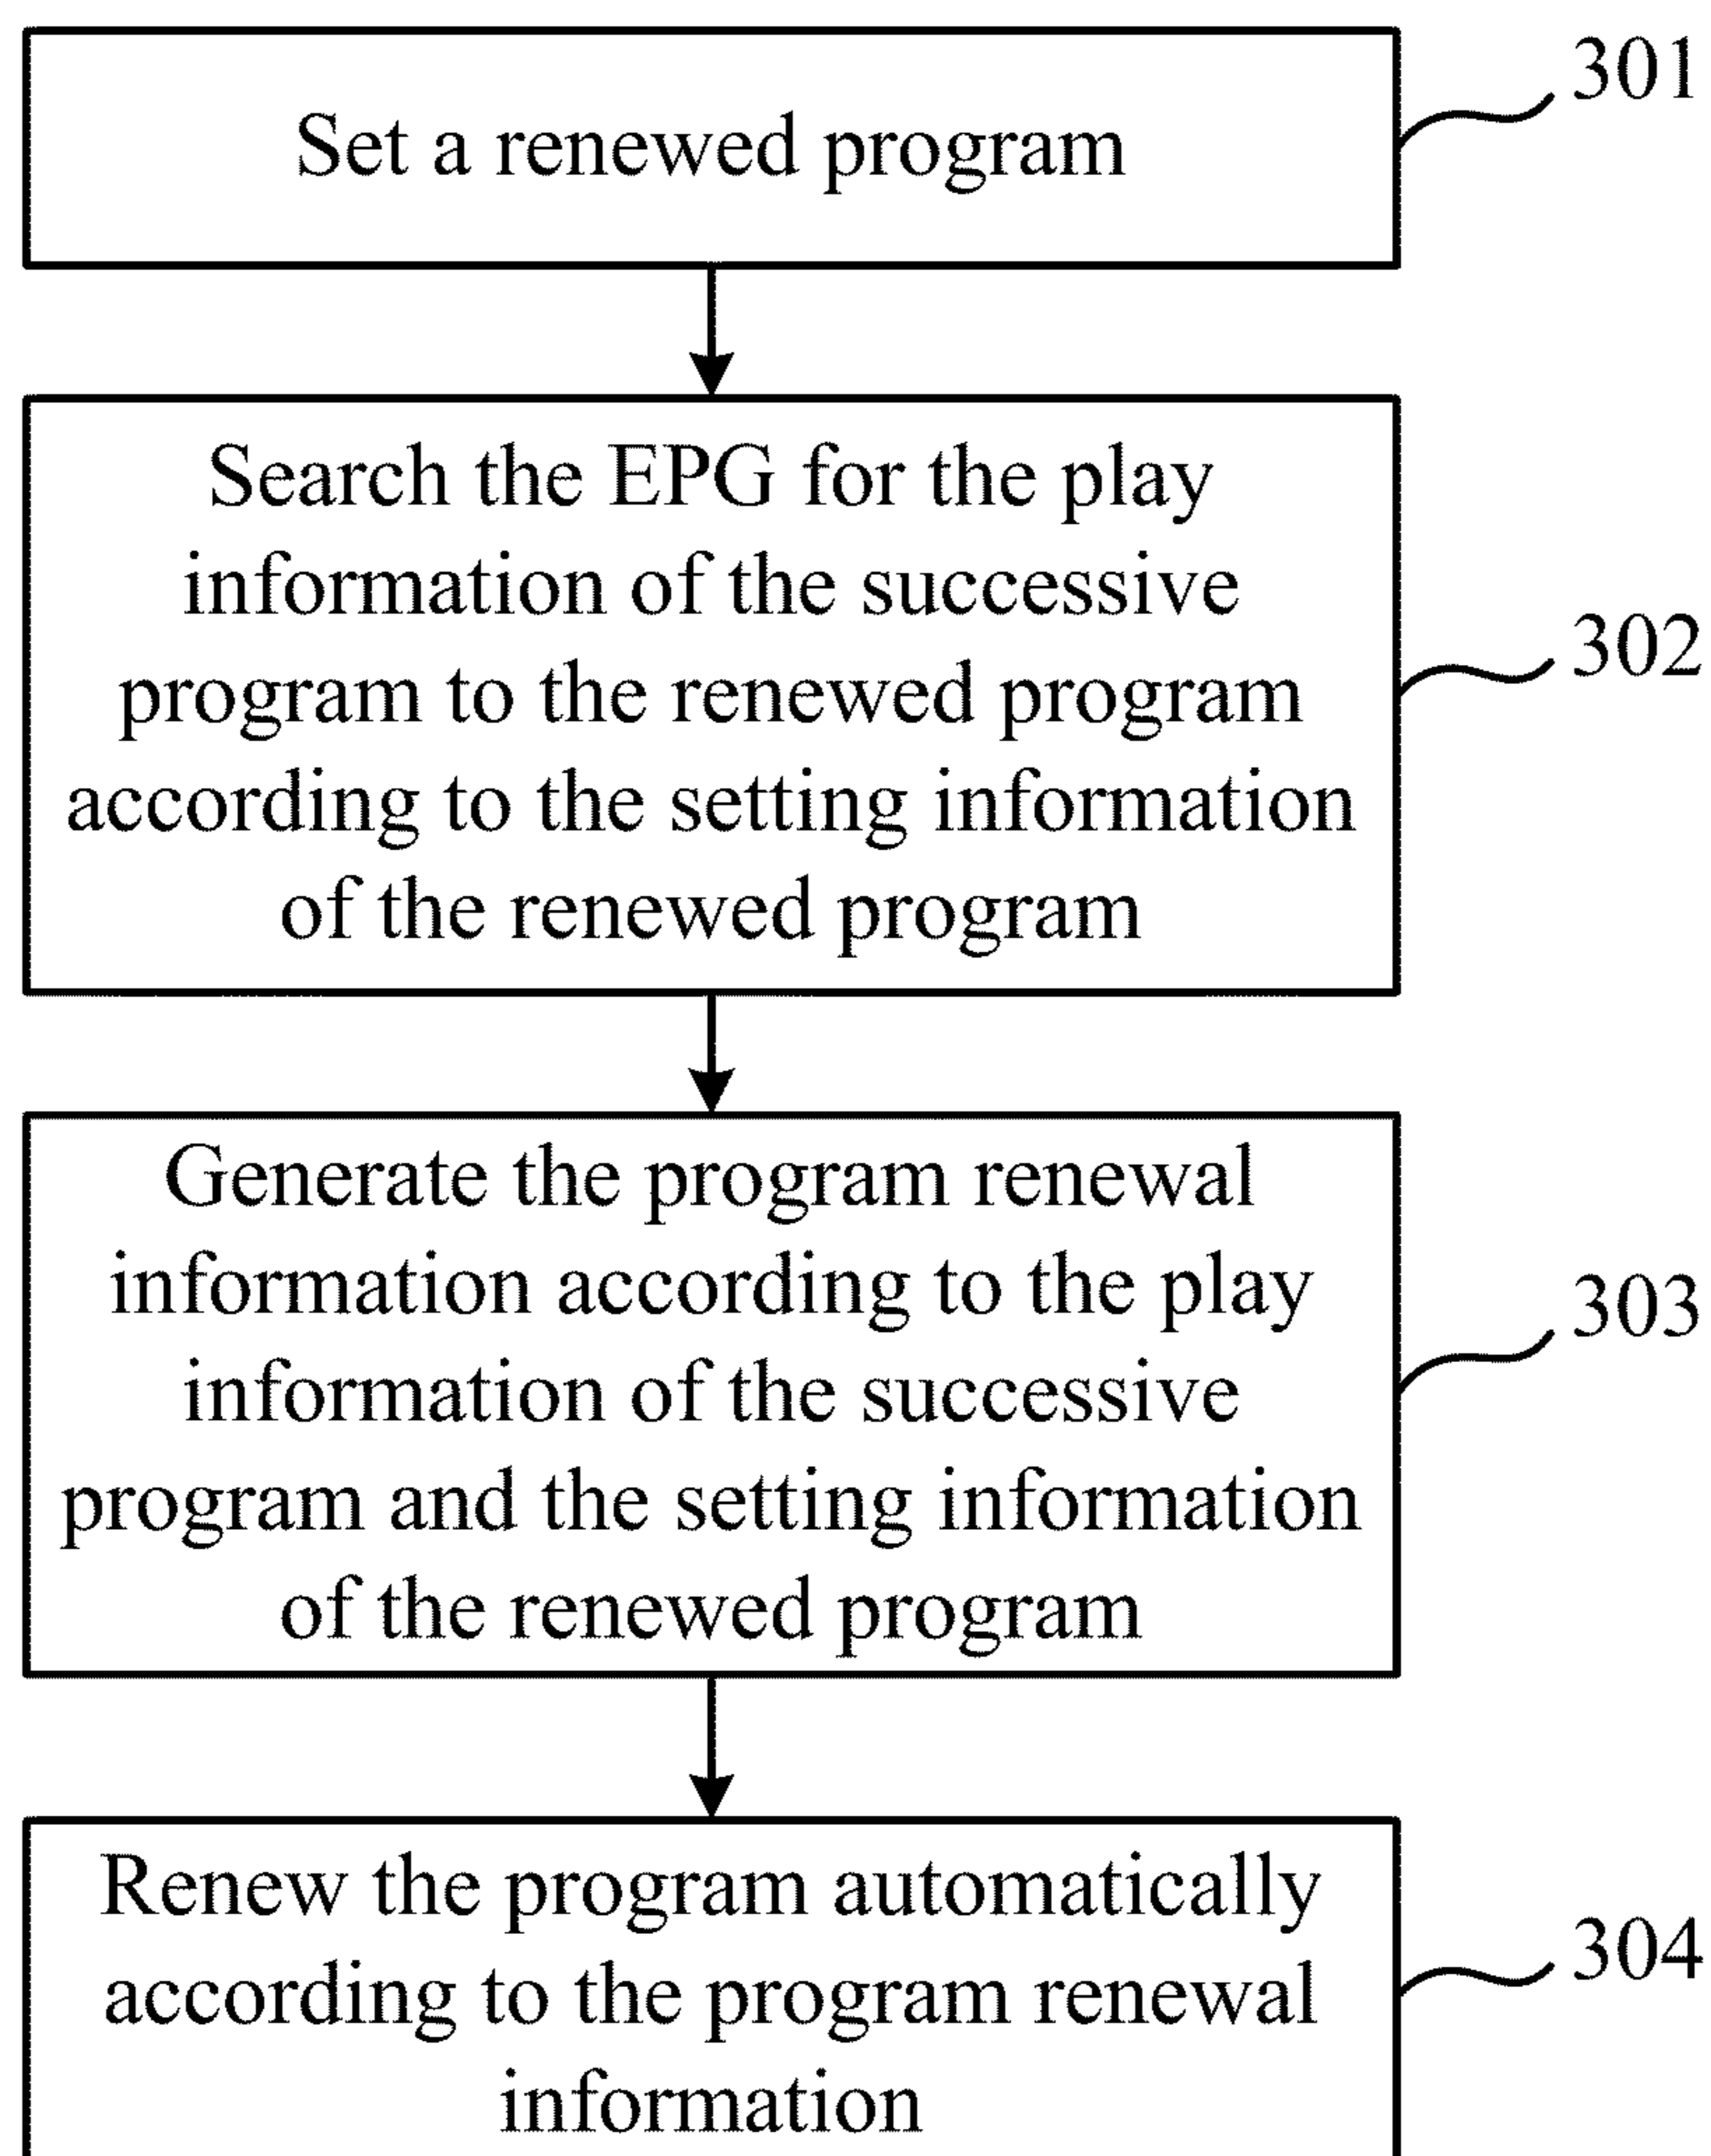 Set a renewed program
301
Search the EPG for the play
information of the successive
program to the renewed program
according to the setting information
of the renewed program
302
Generate the program renewal
information according to the play
information of the successive
program and the setting information
of the renewed program
303
Renew the program automatically
according to the program renewal
information
304